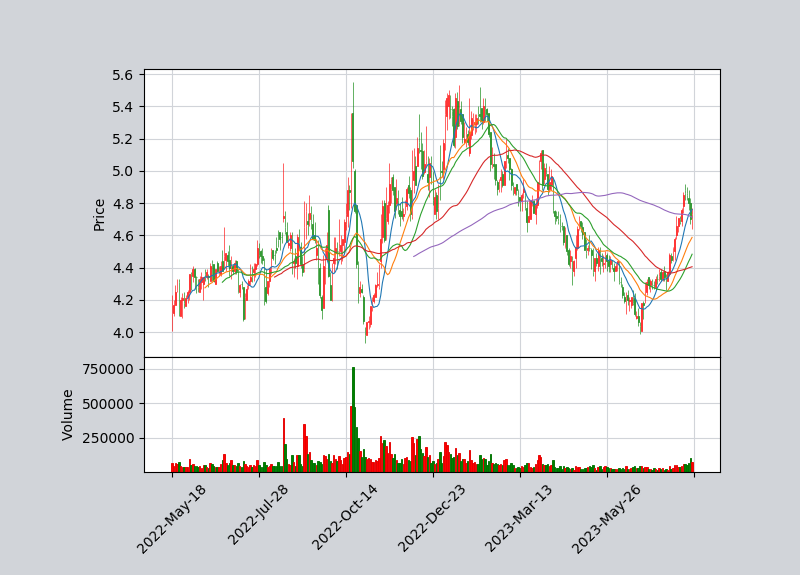 5.6
5.4
5.2
5.0
4.8
4.6
4.4
4.2
4.0
Price
750000
500000
250000
Volume
2022-May-18
2022-Jul-28
2022-Oct-14
2022-Dec-23
2023-Mar-13
2023-May-26